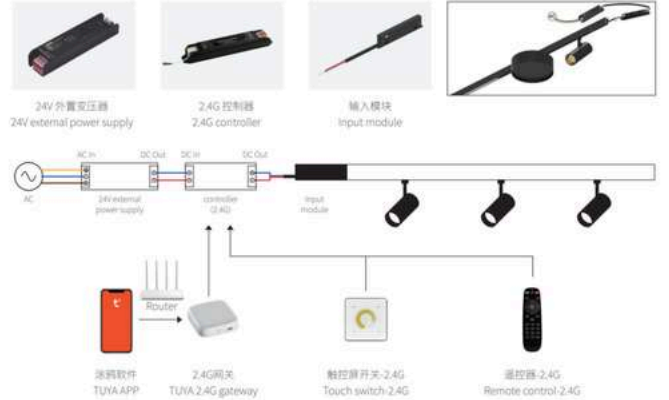 24V 外置变压器
24V external power supply
2.4G 控制器
2.4G controller
输入模块
Input module
AC In
DC Out
DC In
DC Out
AC
24V external
power supply
controller
(2.4G)
Input
module
Router
涂鸦软件
TUYA APP
2.4G网关
TUYA 2.4G gateway
触控屏开关-2.4G
Touch switch-2.4G
遥控器-2.4G
Remote control-2.4G